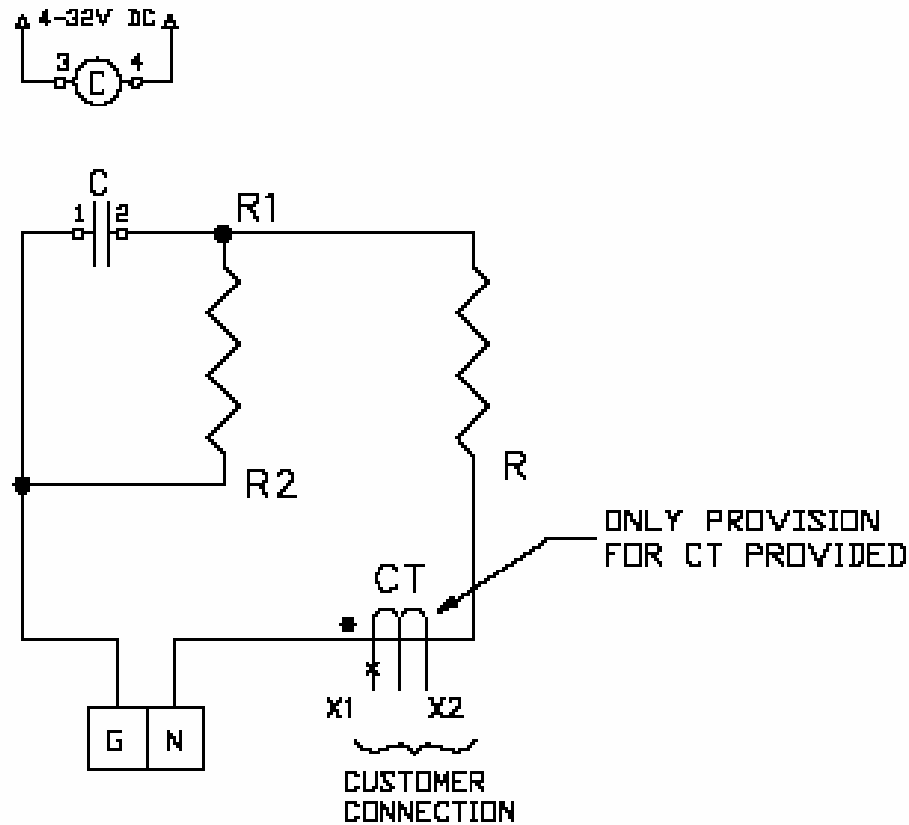 4-32V DC
3 4
C
C
1 2
R1
R2
R
ONLY PROVISION
FOR CT PROVIDED
CT
X1 X2
G N
CUSTOMER
CONNECTION